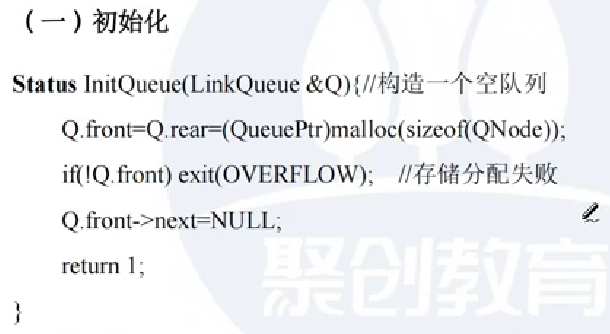 （一）初始化
Status InitQueue(LinkQueue &Q){//构造一个空队列
Q.front=Q.rear=(QueuePtr)malloc(sizeof(QNode));
if(!Q.front) exit(OVERFLOW); //存储分配失败
Q.front->next=NULL;
return 1;
}
聚创教育